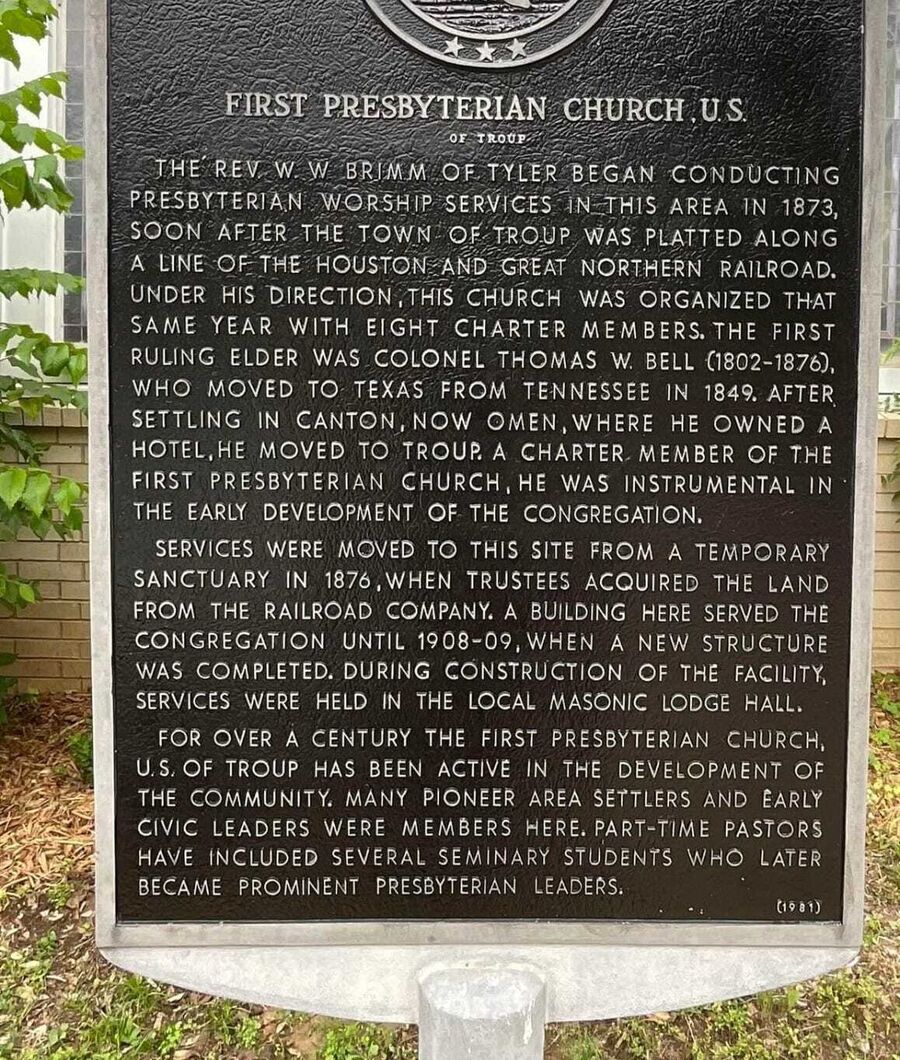 FIRST PRESBYTERIAN CHURCH, U.S.
OF TROUP
THE REV. W. W. BRIMM OF TYLER BEGAN CONDUCTING
PRESBYTERIAN WORSHIP SERVICES IN THIS AREA IN 1873,
SOON AFTER THE TOWN OF TROUP WAS PLATTED ALONG
A LINE OF THE HOUSTON AND GREAT NORTHERN RAILROAD.
UNDER HIS DIRECTION, THIS CHURCH WAS ORGANIZED THAT
SAME YEAR WITH EIGHT CHARTER MEMBERS. THE FIRST
RULING ELDER WAS COLONEL THOMAS W. BELL (1802-1876),
WHO MOVED TO TEXAS FROM TENNESSEE IN 1849. AFTER
SETTLING IN CANTON, NOW OMEN, WHERE HE OWNED A
HOTEL, HE MOVED TO TROUP. A CHARTER MEMBER OF THE
FIRST PRESBYTERIAN CHURCH, HE WAS INSTRUMENTAL IN
THE EARLY DEVELOPMENT OF THE CONGREGATION.
SERVICES WERE MOVED TO THIS SITE FROM A TEMPORARY
SANCTUARY IN 1876, WHEN TRUSTEES ACQUIRED THE LAND
FROM THE RAILROAD COMPANY. A BUILDING HERE SERVED THE
CONGREGATION UNTIL 1908-09, WHEN A NEW STRUCTURE
WAS COMPLETED. DURING CONSTRUCTION OF THE FACILITY,
SERVICES WERE HELD IN THE LOCAL MASONIC LODGE HALL.
FOR OVER A CENTURY THE FIRST PRESBYTERIAN CHURCH,
U.S. OF TROUP HAS BEEN ACTIVE IN THE DEVELOPMENT OF
THE COMMUNITY. MANY PIONEER AREA SETTLERS AND EARLY
CIVIC LEADERS WERE MEMBERS HERE. PART-TIME PASTORS
HAVE INCLUDED SEVERAL SEMINARY STUDENTS WHO LATER
BECAME PROMINENT PRESBYTERIAN LEADERS.
(1981)